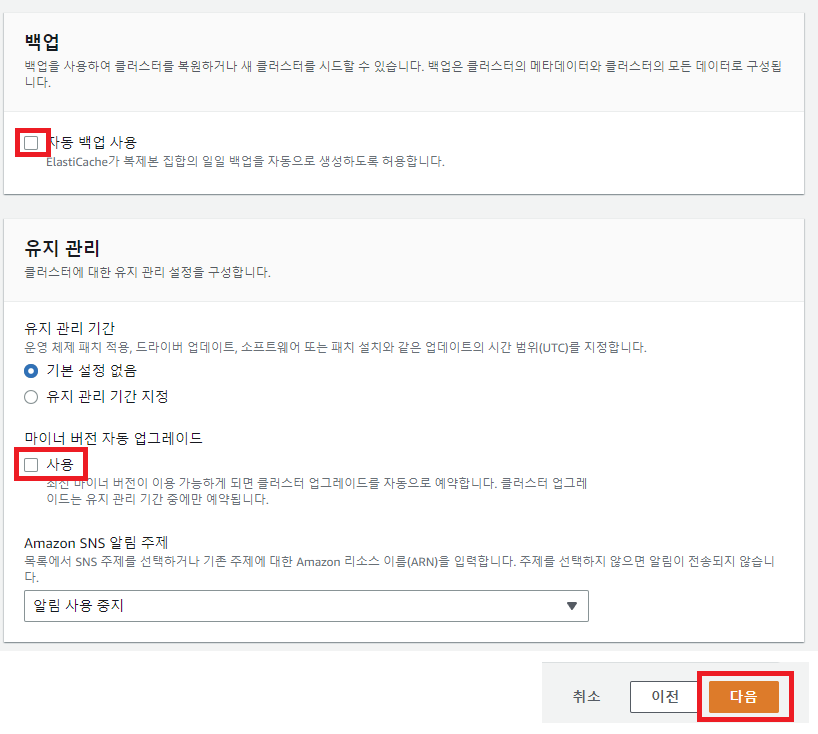 백업
백업을 사용하여 클러스터를 복원하거나 새 클러스터를 시드할 수 있습니다. 백업은 클러스터의 메타데이터와 클러스터의 모든 데이터로 구성됩
니다.
자동 백업 사용
ElastiCache가 복제본 집합의 일일 백업을 자동으로 생성하도록 허용합니다.
유지 관리
클러스터에 대한 유지 관리 설정을 구성합니다.
유지 관리 기간
운영 체제 패치 적용, 드라이버 업데이트, 소프트웨어 또는 패치 설치와 같은 업데이트의 시간 범위(UTC)를 지정합니다.
기본 설정 없음
유지 관리 기간 지정
마이너 버전 자동 업그레이드
사용
최신 마이너 버전이 이용 가능하게 되면 클러스터 업그레이드를 자동으로 예약합니다. 클러스터 업그레
이드는 유지 관리 기간 중에만 예약됩니다.
Amazon SNS 알림 주제
목록에서 SNS 주제를 선택하거나 기존 주제에 대한 Amazon 리소스 이름(ARN)을 입력합니다. 주제를 선택하지 않으면 알림이 전송되지 않습니
다.
알림 사용 중지
취소
이전
다음